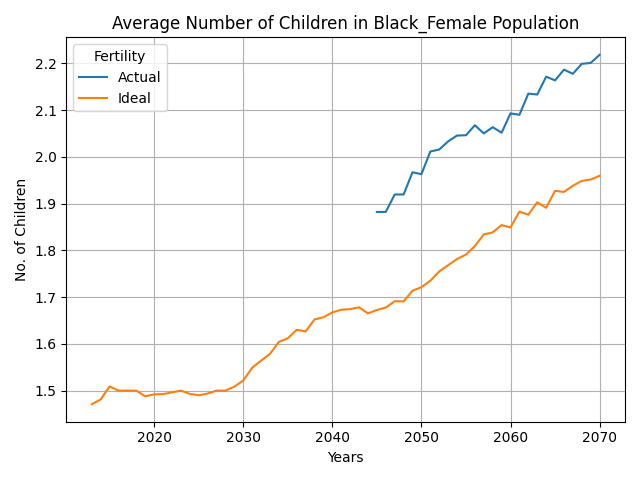 Average Number of Children in Black_Female Population
Fertility
Actual
Ideal
No. of Children
2.2
2.1
2.0
1.9
1.8
1.7
1.6
1.5
2020 2030 2040 2050 2060 2070
Years